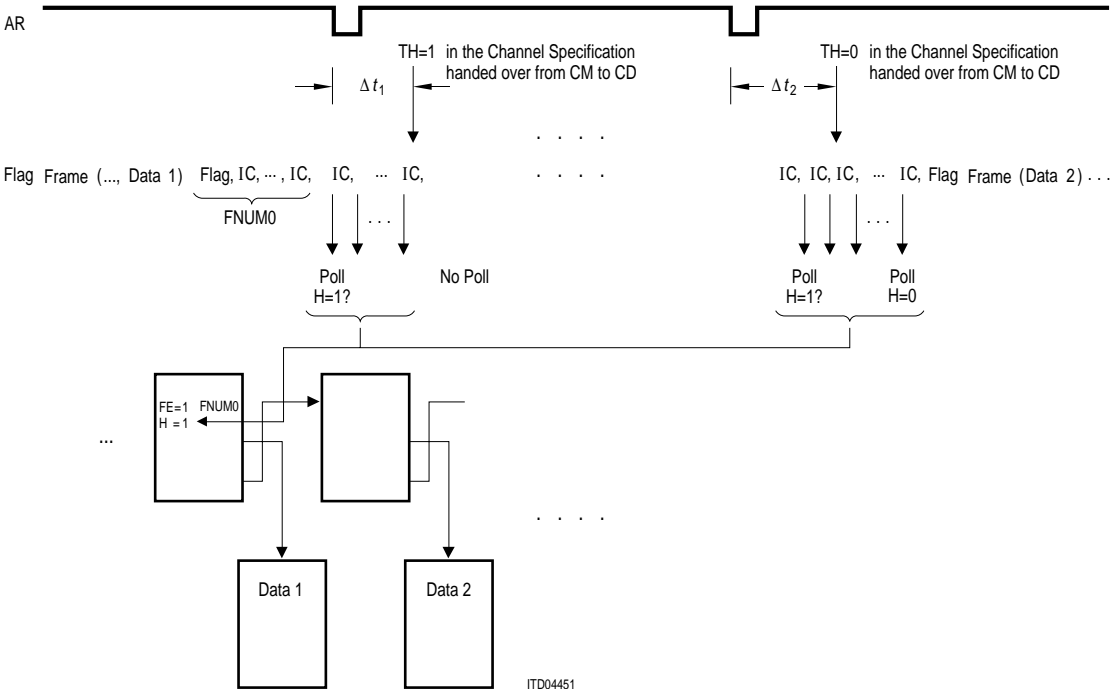 AR
TH=1 in the Channel Specification
handed over from CM to CD
TH=0 in the Channel Specification
handed over from CM to CD
Δt1
Δt2
. . . .
Flag Frame (..., Data 1) Flag, IC, ... , IC, IC, ... IC,
. . . .
IC, IC, IC, ... IC, Flag Frame (Data 2) . . .
FNUM0
. . .
. . .
Poll
H=1?
No Poll
Poll
H=1?
Poll
H=0
FE=1 FNUM0
H =1
...
. . . .
Data 1
Data 2
ITD04451